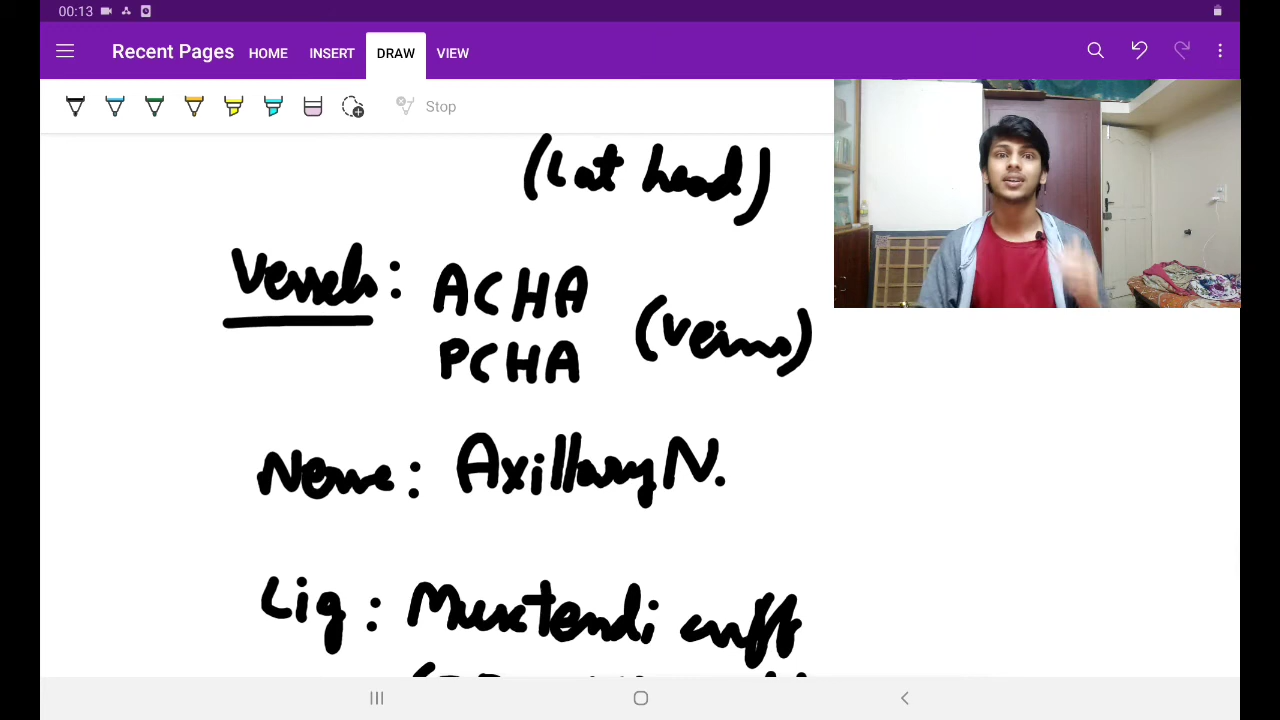 00:13
Recent Pages HOME INSERT DRAW VIEW
Stop
(Lat head)
Vessels: ACHA
PCHA (Veins)
Nerve: Axillary N.
Lig: Musc tendi cuff